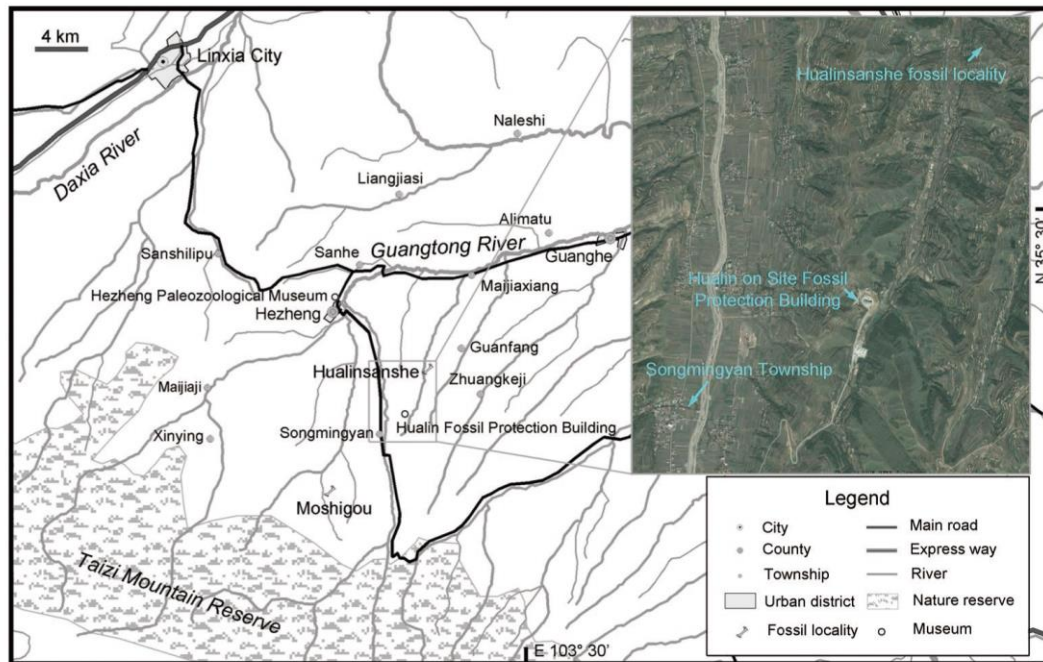 4 km
Linxia City
Daxia River
Naleshi
Liangjiasi
Alimatu
Guangtong River
Guanghe
Sanshilipu
Sanhe
Majjiaxiang
Hezheng Paleozoological Museum
Hezheng
Guanfang
Hualinsanshe
Zhuangkeji
Maijiaji
Songmingyan
Hualin Fossil Protection Building
Xinying
Moshigou
Taizi Mountain Reserve
E 103° 30'
N 35° 30'
Hualinsanshe fossil locality
Hualin on Site Fossil
Protection Building
Songmingyan Township
Legend
City
Main road
County
Express way
Township
River
Urban district
Nature reserve
Fossil locality
Museum